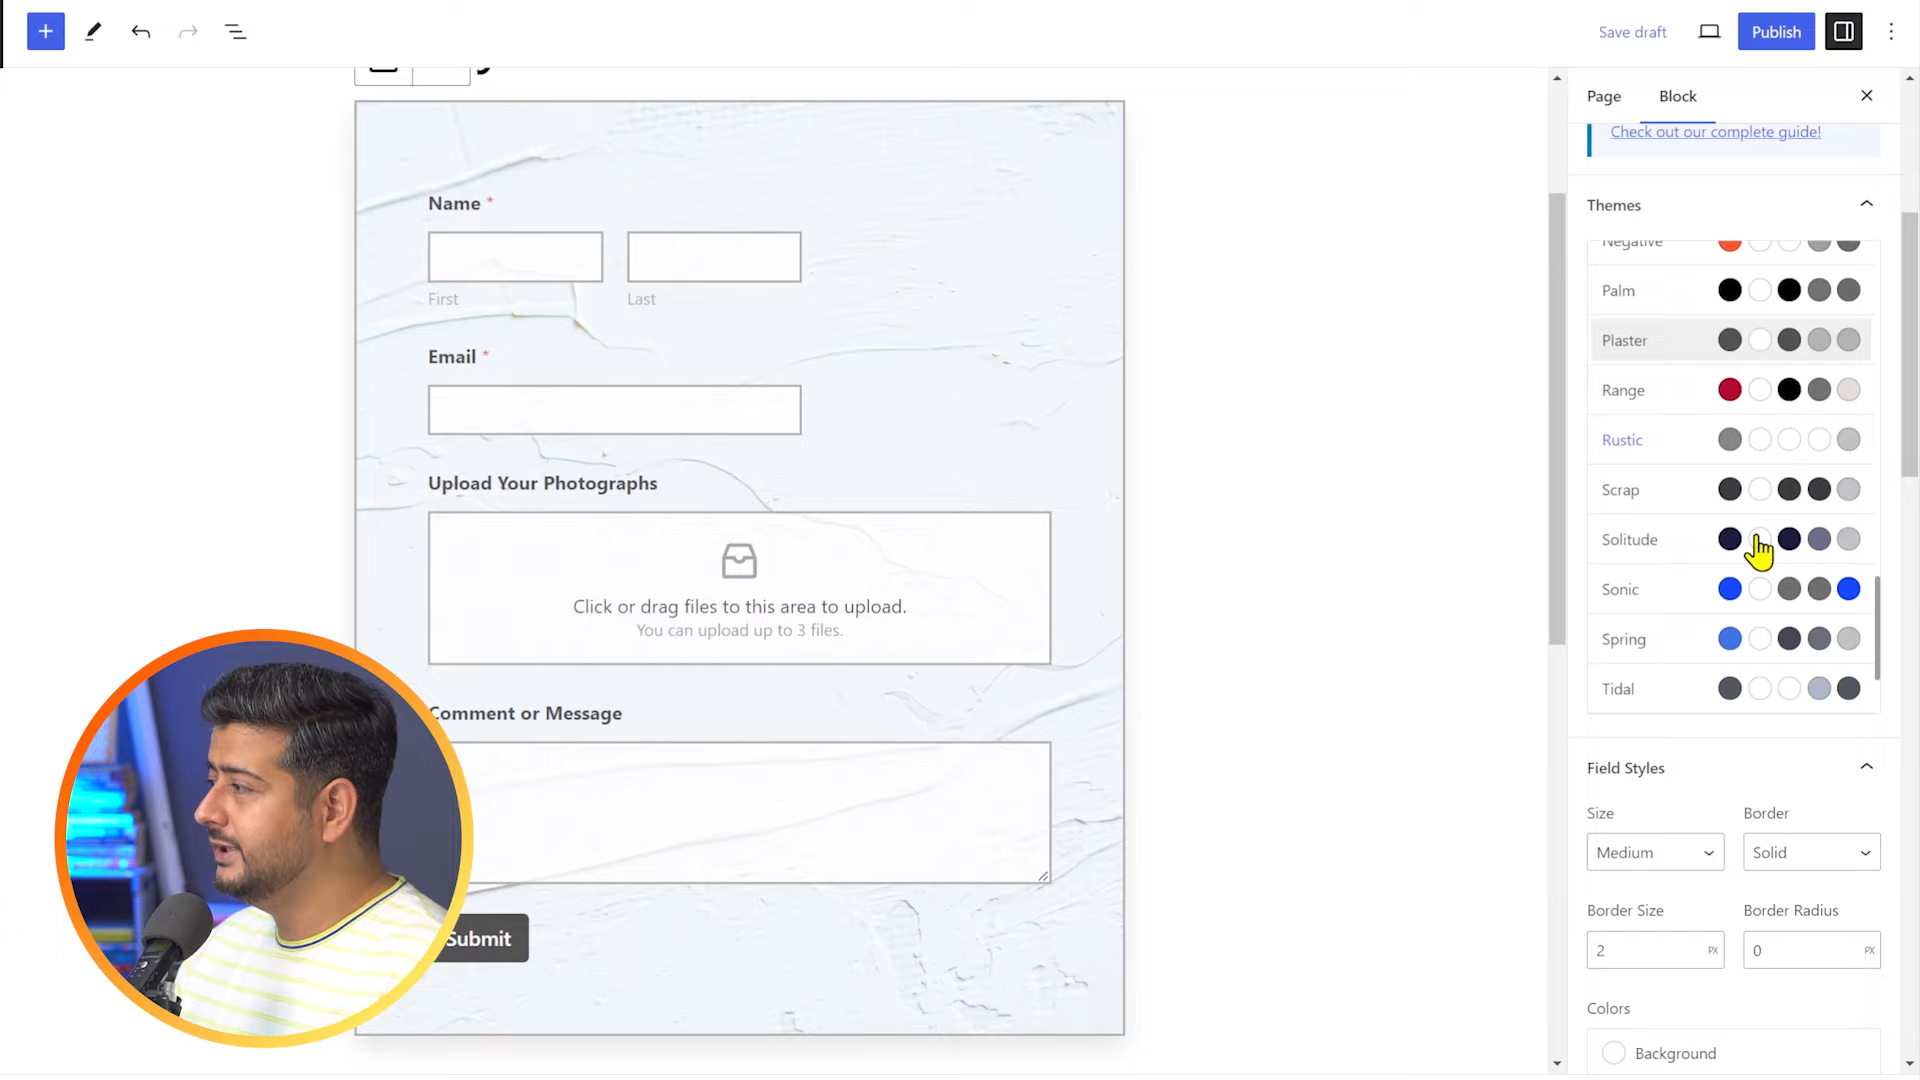 Save draft
Publish
Page
Block
Check out our complete guide!
Themes
Negative
Palm
Plaster
Range
Rustic
Scrap
Solitude
Sonic
Spring
Tidal
Field Styles
Size
Border
Medium
Solid
Border Size
Border Radius
2 PX
0 PX
Colors
Background
Name *
First
Last
Email *
Upload Your Photographs
Click or drag files to this area to upload.
You can upload up to 3 files.
Comment or Message
Submit